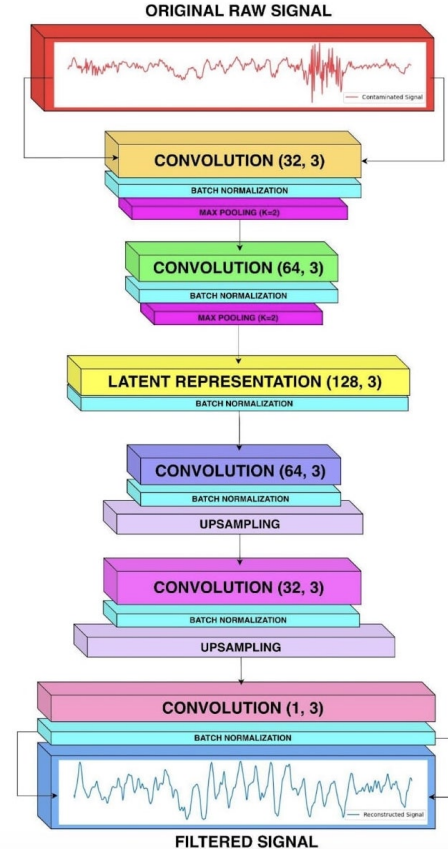 ORIGINAL RAW SIGNAL
Contaminated Signal
CONVOLUTION (32, 3)
BATCH NORMALIZATION
MAX POOLING (K=2)
CONVOLUTION (64, 3)
BATCH NORMALIZATION
MAX POOLING (K=2)
LATENT REPRESENTATION (128, 3)
BATCH NORMALIZATION
CONVOLUTION (64, 3)
BATCH NORMALIZATION
UPSAMPLING
CONVOLUTION (32, 3)
BATCH NORMALIZATION
UPSAMPLING
CONVOLUTION (1, 3)
BATCH NORMALIZATION
Reconstructed Signal
FILTERED SIGNAL